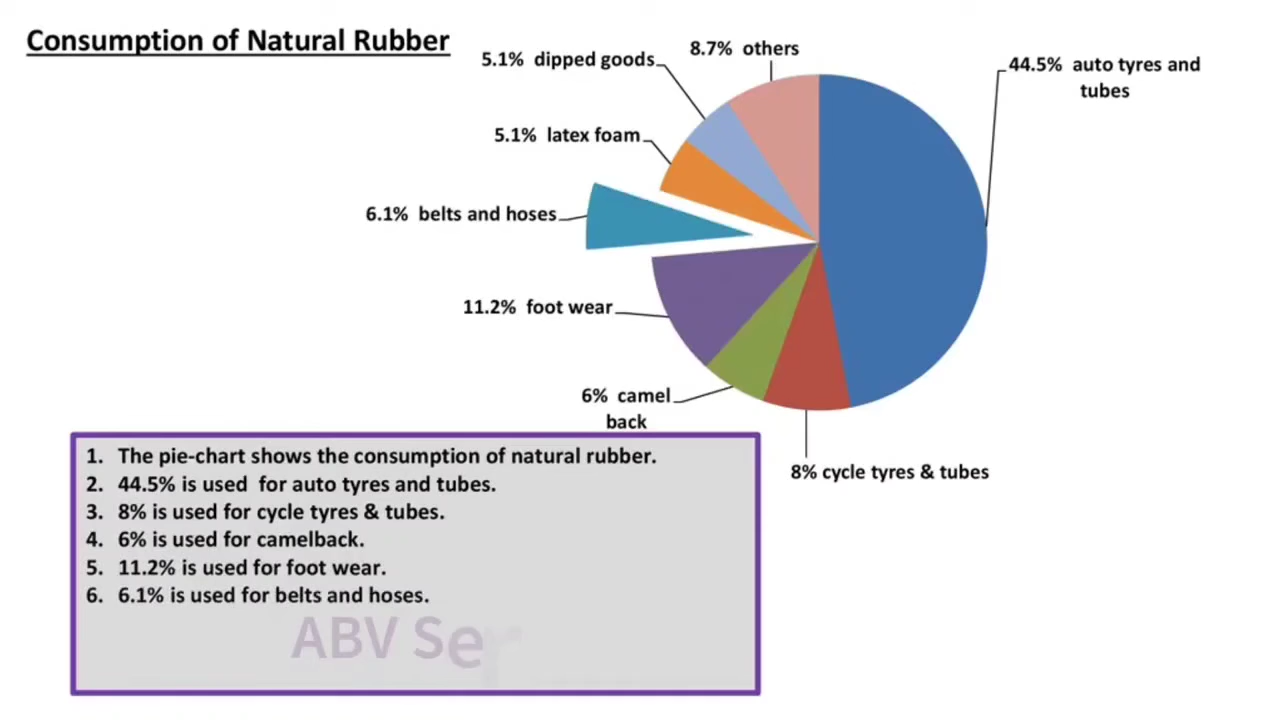 Consumption of Natural Rubber
8.7% others
5.1% dipped goods
44.5% auto tyres and
tubes
5.1% latex foam
6.1% belts and hoses
11.2% foot wear
6% camel
back
8% cycle tyres & tubes
1. The pie-chart shows the consumption of natural rubber.
2. 44.5% is used for auto tyres and tubes.
3. 8% is used for cycle tyres & tubes.
4. 6% is used for camelback.
5. 11.2% is used for foot wear.
6. 6.1% is used for belts and hoses.
ABV Ser